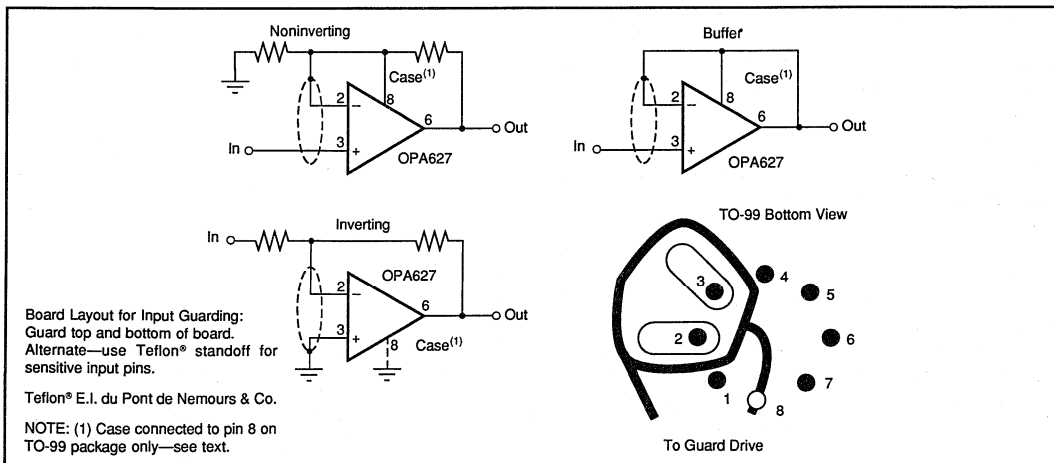 Noninverting
Case(1)
2
−
8
6
3
+
In
Out
OPA627
Buffer
Case(1)
2
−
8
6
3
+
In
Out
OPA627
Inverting
In
OPA627
2
−
6
3
+
8
Out
Case(1)
Board Layout for Input Guarding:
Guard top and bottom of board.
Alternate—use Teflon® standoff for
sensitive input pins.
Teflon® E.I. du Pont de Nemours & Co.
NOTE: (1) Case connected to pin 8 on
TO-99 package only—see text.
TO-99 Bottom View
3
4
5
2
6
1
7
8
To Guard Drive